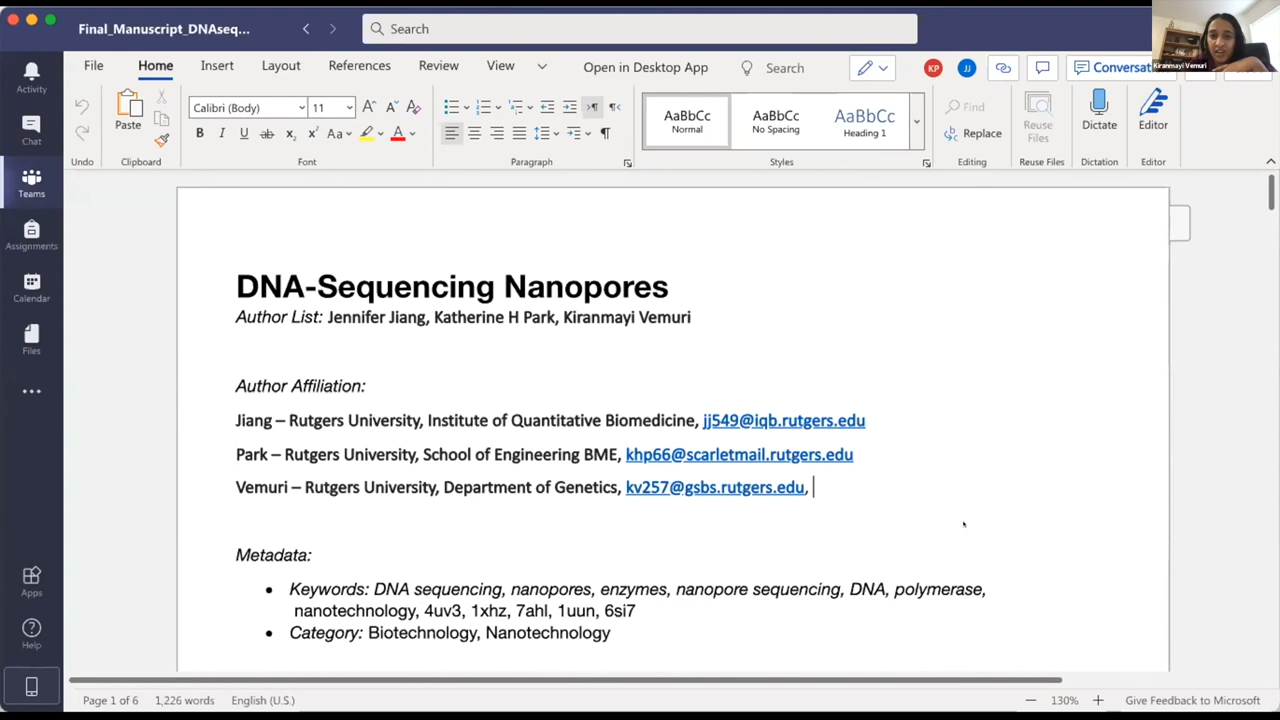 Final_Manuscript_DNAseq...
Search
Kiranmayi Vemuri
Activity
Chat
Teams
Assignments
Calendar
Files
Apps
Help
File Home Insert Layout References Review View Open in Desktop App Search KP JJ
Calibri (Body) 11
Paste
AaBbCc AaBbCc AaBbCc
Normal No Spacing Heading 1
Find
Replace
Reuse Files
Dictate
Editor
Undo Clipboard Font Paragraph Styles Editing Reuse Files Dictation Editor
DNA-Sequencing Nanopores
Author List: Jennifer Jiang, Katherine H Park, Kiranmayi Vemuri
Author Affiliation:
Jiang – Rutgers University, Institute of Quantitative Biomedicine, jj549@iqb.rutgers.edu
Park – Rutgers University, School of Engineering BME, khp66@scarletmail.rutgers.edu
Vemuri – Rutgers University, Department of Genetics, kv257@gsbs.rutgers.edu,
Metadata:
• Keywords: DNA sequencing, nanopores, enzymes, nanopore sequencing, DNA, polymerase,
nanotechnology, 4uv3, 1xhz, 7ahl, 1uun, 6si7
• Category: Biotechnology, Nanotechnology
Page 1 of 6 1,226 words English (U.S.) 130% Give Feedback to Microsoft